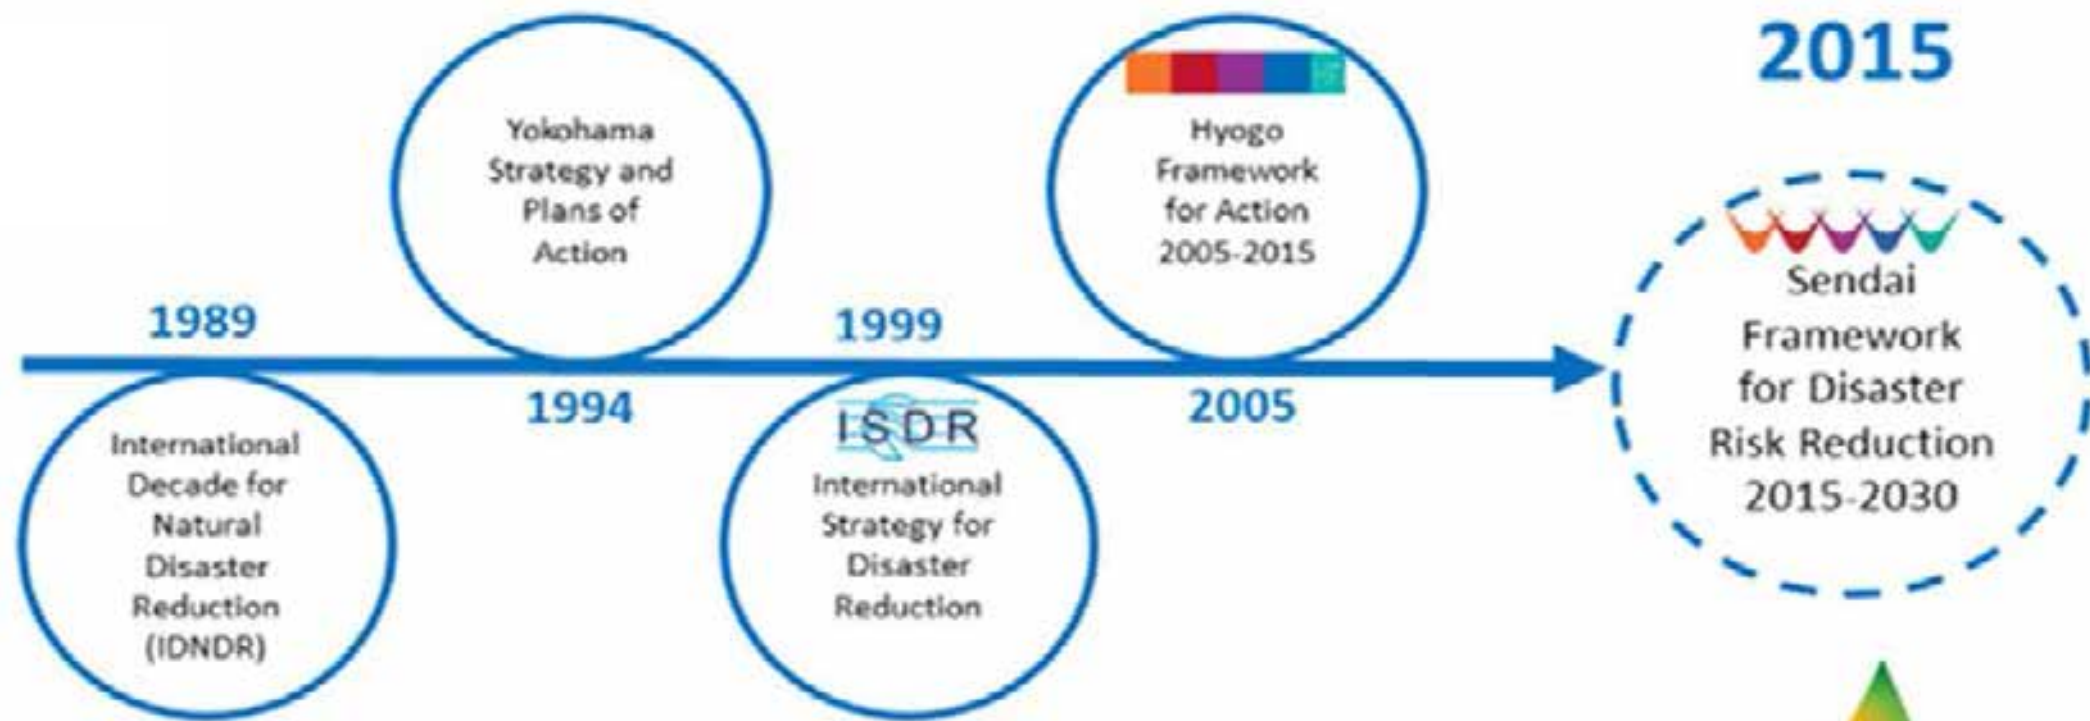 1989
International
Decade for
Natural
Disaster
Reduction
(IDNDR)
Yokohama
Strategy and
Plans of
Action
1994
1999
ISDR
International
Strategy for
Disaster
Reduction
Hyogo
Framework
for Action
2005-2015
2005
2015
Sendai
Framework
for Disaster
Risk Reduction
2015-2030